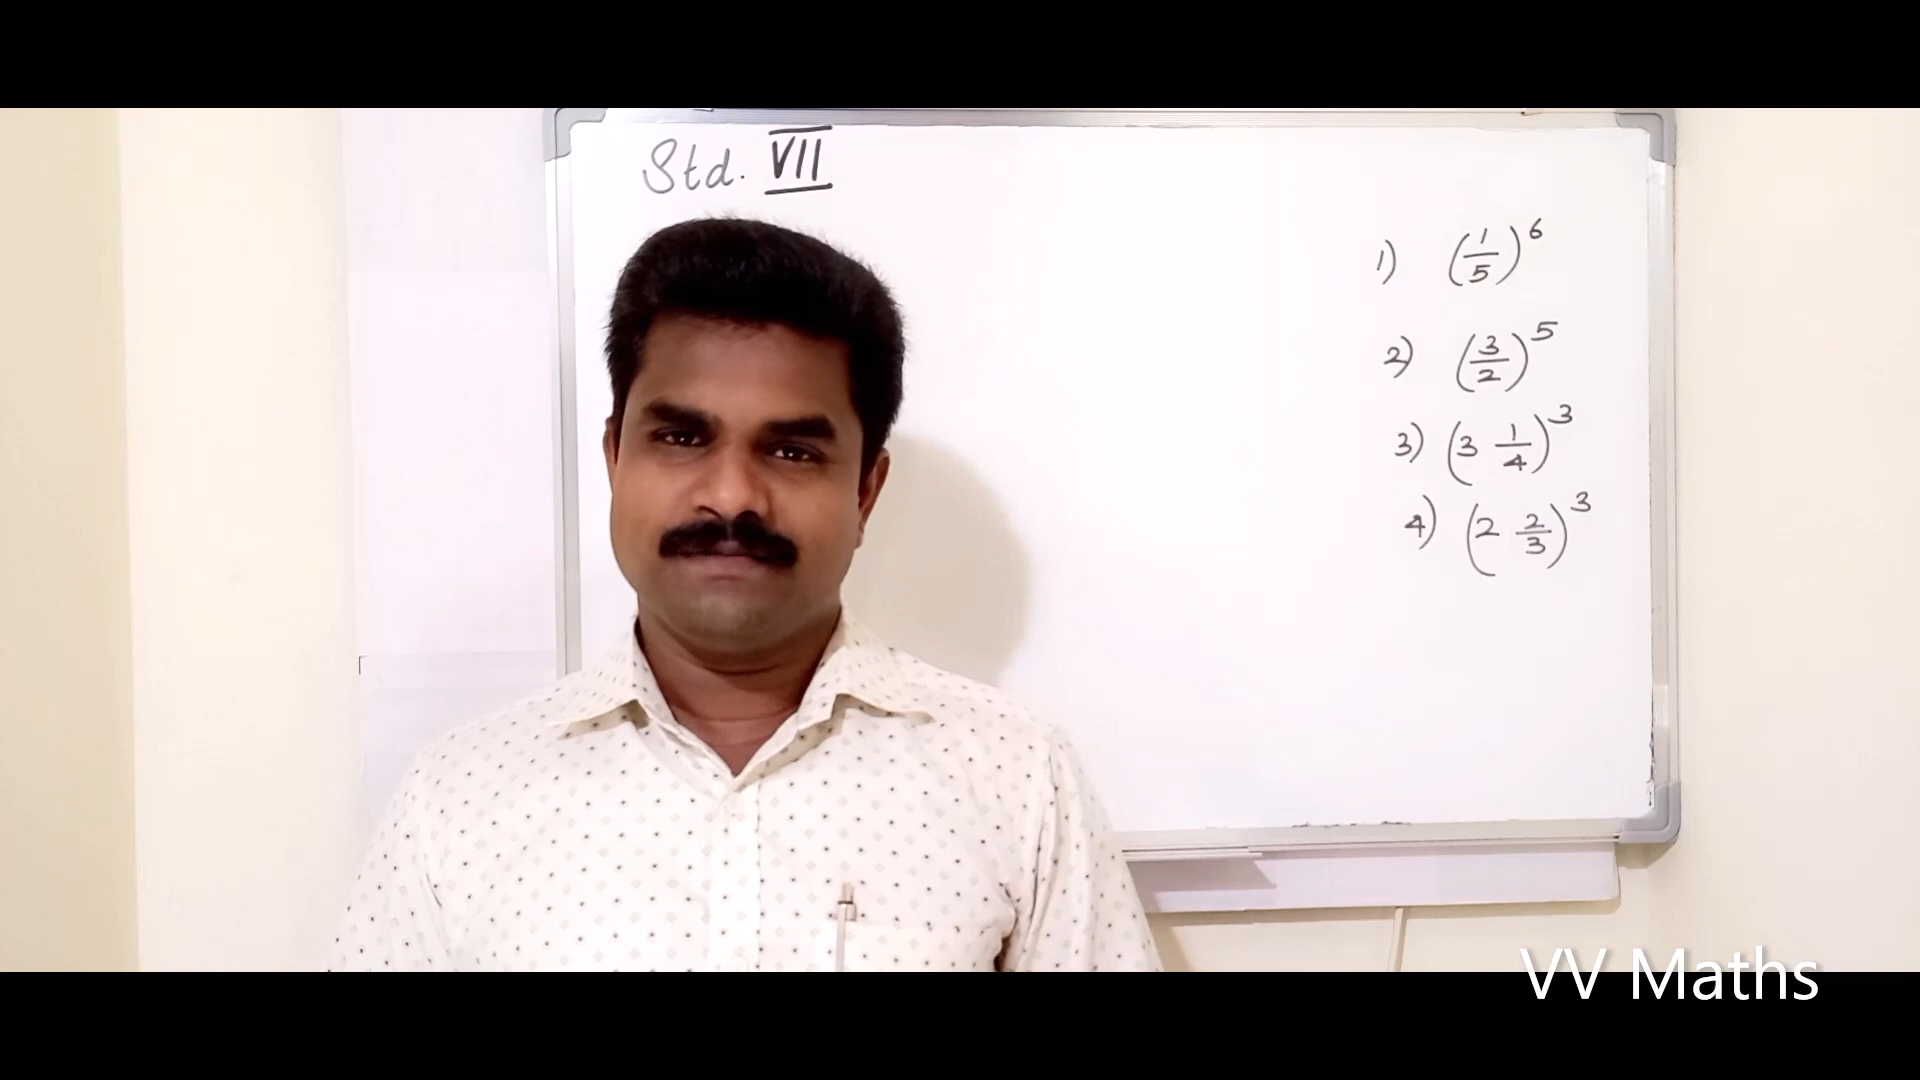 Std. VII
1) (1/5)^6
2) (3/2)^5
3) (3 1/4)^3
4) (2 2/3)^3
VV Maths